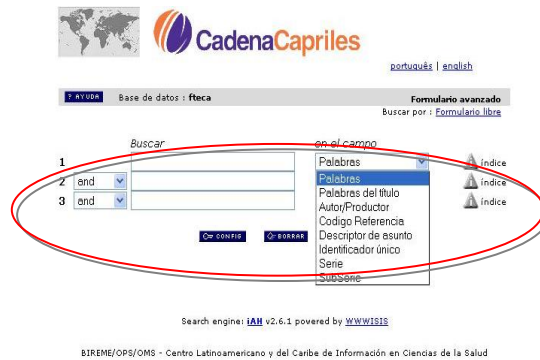 CadenaCapriles
português | english
? AYUDA Base de datos : fteca Formulario avanzado
Buscar por : Formulario libre
Buscar en el campo
1 Palabras índice
2 and índice
3 and índice
Palabras
Palabras del título
Autor/Productor
Codigo Referencia
Descriptor de asunto
Identificador único
Serie
SubSerie
CONFIG BORRAR
Search engine: iAH v2.6.1 powered by WWWISIS
BIREME/OPS/OMS - Centro Latinoamericano y del Caribe de Información en Ciencias de la Salud